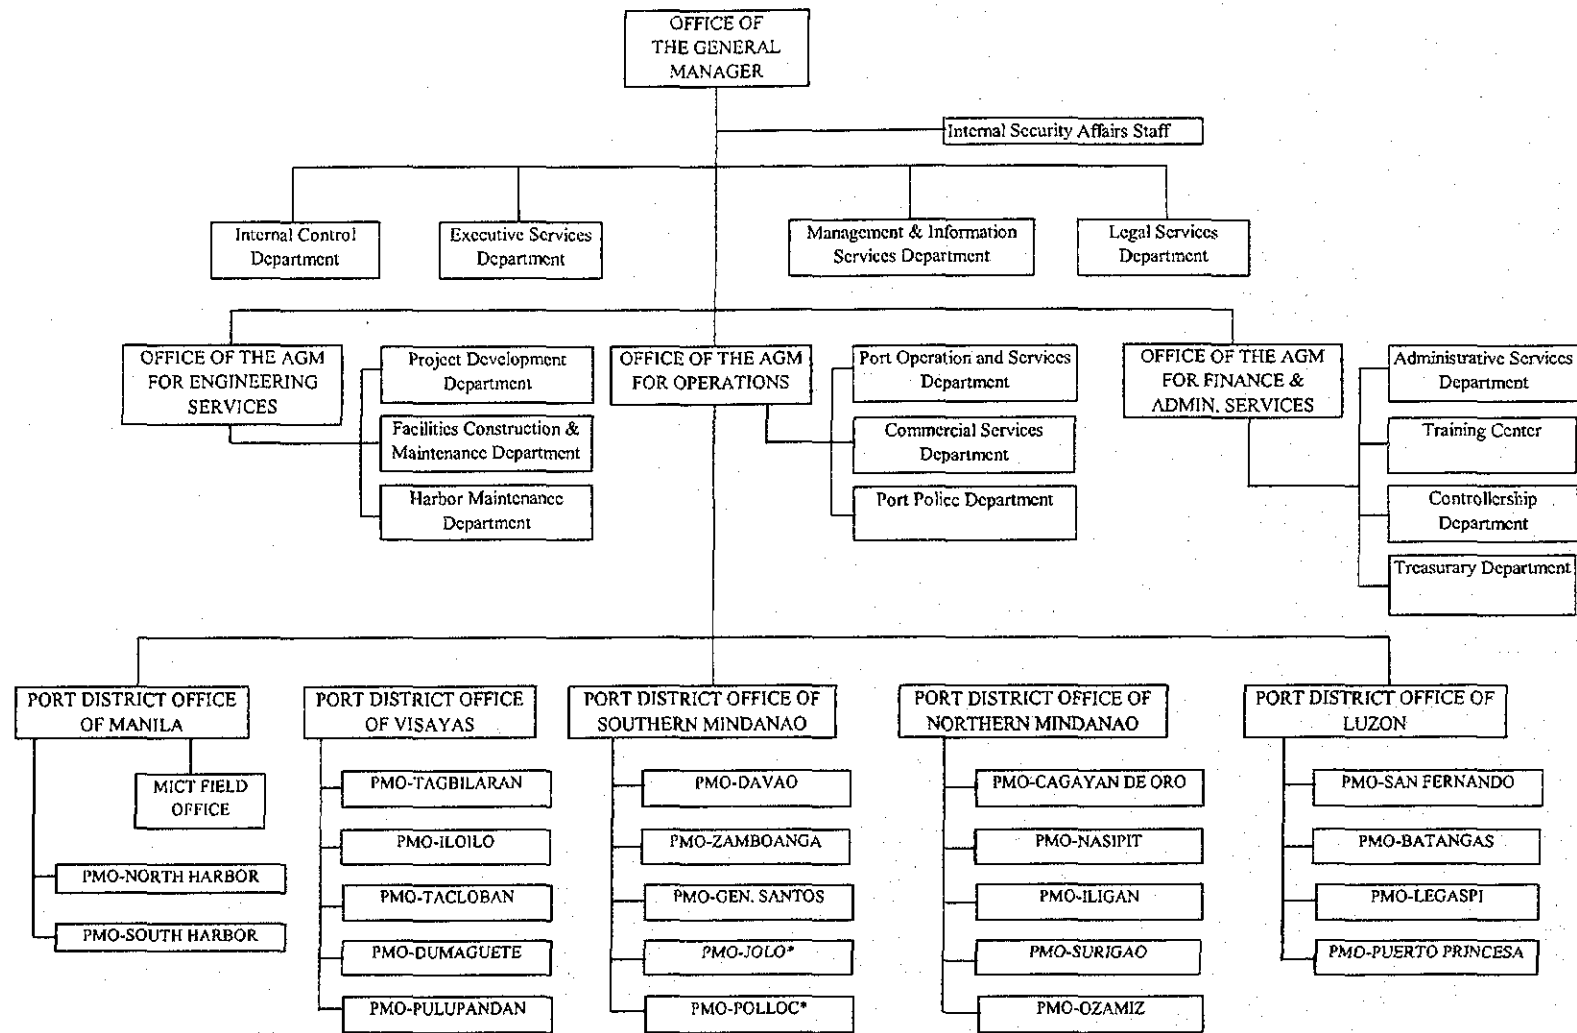 OFFICE OF
THE GENERAL
MANAGER
Internal Security Affairs Staff
Internal Control
Department
Executive Services
Department
Management & Information
Services Department
Legal Services
Department
OFFICE OF THE AGM
FOR ENGINEERING
SERVICES
Project Development
Department
Facilities Construction &
Maintenance Department
Harbor Maintenance
Department
OFFICE OF THE AGM
FOR OPERATIONS
Port Operation and Services
Department
Commercial Services
Department
Port Police Department
OFFICE OF THE AGM
FOR FINANCE &
ADMIN. SERVICES
Administrative Services
Department
Training Center
Controllership
Department
Treasurary Department
PORT DISTRICT OFFICE
OF MANILA
MICT FIELD
OFFICE
PMO-NORTH HARBOR
PMO-SOUTH HARBOR
PORT DISTRICT OFFICE
OF VISAYAS
PMO-TAGBILARAN
PMO-ILOILO
PMO-TACLOBAN
PMO-DUMAGUETE
PMO-PULUPANDAN
PORT DISTRICT OFFICE OF
SOUTHERN MINDANAO
PMO-DAVAO
PMO-ZAMBOANGA
PMO-GEN. SANTOS
PMO-JOLO*
PMO-POLLOC*
PORT DISTRICT OFFICE OF
NORTHERN MINDANAO
PMO-CAGAYAN DE ORO
PMO-NASIPIT
PMO-ILIGAN
PMO-SURIGAO
PMO-OZAMIZ
PORT DISTRICT OFFICE OF
LUZON
PMO-SAN FERNANDO
PMO-BATANGAS
PMO-LEGASPI
PMO-PUERTO PRINCESA